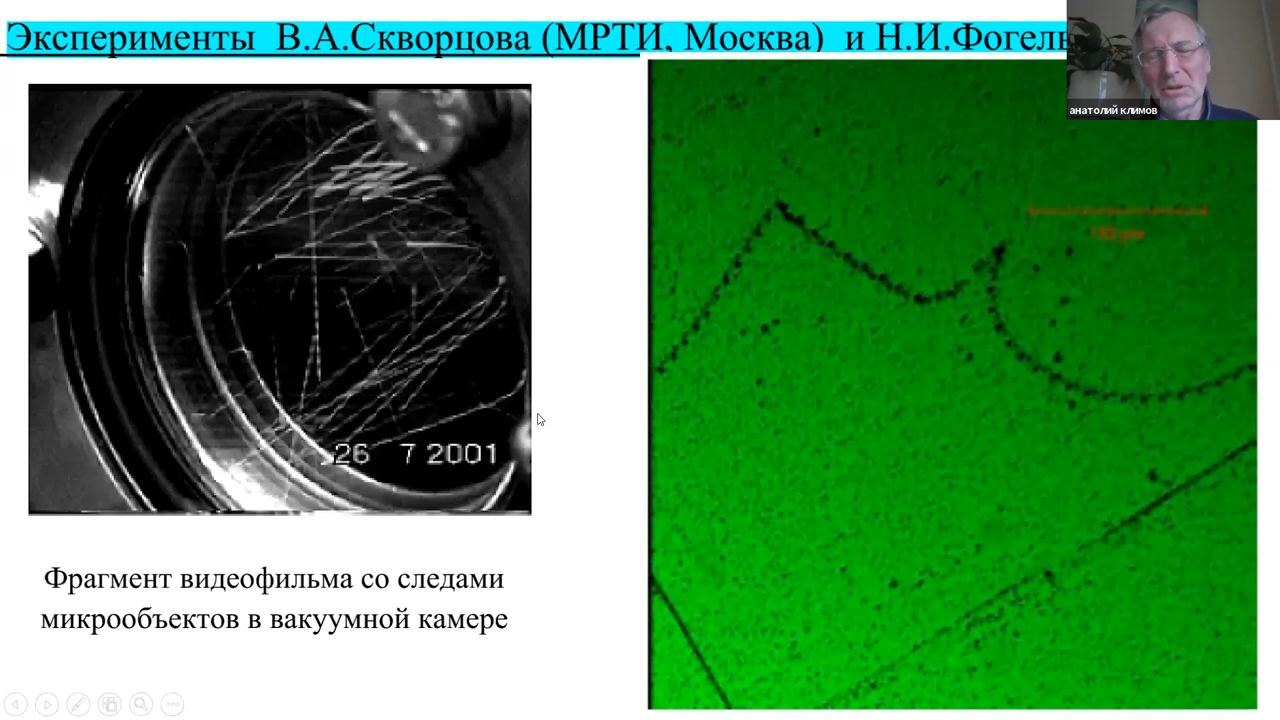 Эксперименты В.А.Скворцова (МРТИ, Москва) и Н.И.Фогель
анатолий климов
26 7 2001
Фрагмент видеофильма со следами
микрообъектов в вакуумной камере